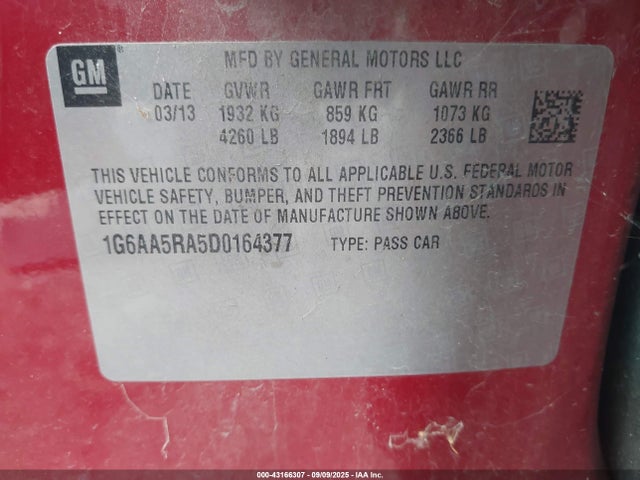 GM
MFD BY GENERAL MOTORS LLC
DATE GVWR GAWR FRT GAWR RR
03/13 1932 KG 859 KG 1073 KG
4260 LB 1894 LB 2366 LB
THIS VEHICLE CONFORMS TO ALL APPLICABLE U.S. FEDERAL MOTOR
VEHICLE SAFETY, BUMPER, AND THEFT PREVENTION STANDARDS IN
EFFECT ON THE DATE OF MANUFACTURE SHOWN ABOVE.
1G6AA5RA5D0164377 TYPE: PASS CAR
000-43166307 - 09/09/2025 - IAA Inc.